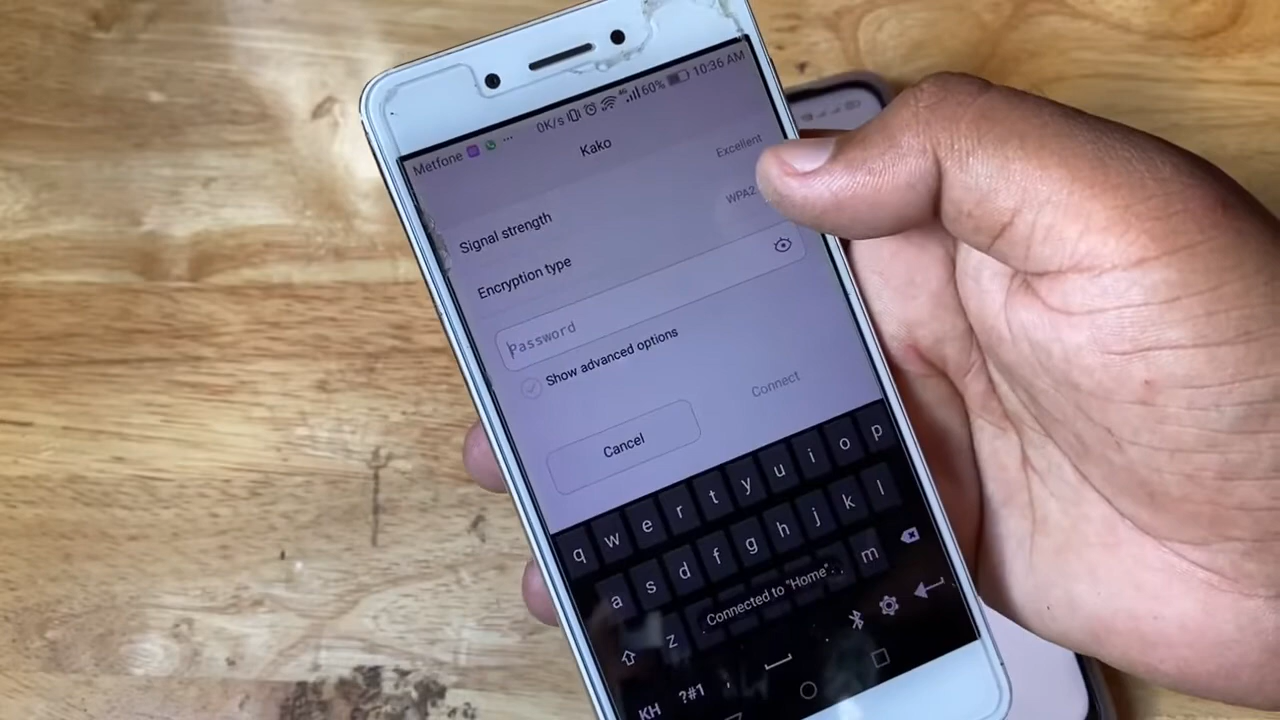 Metfone ... 0K/s 4G 60% 10:36 AM
Kako
Signal strength Excellent
Encryption type WPA2
Password
Show advanced options
Cancel Connect
q w e r t y u i o p
a s d f g h j k l
z m
Connected to "Home".
KH ?#1 ,